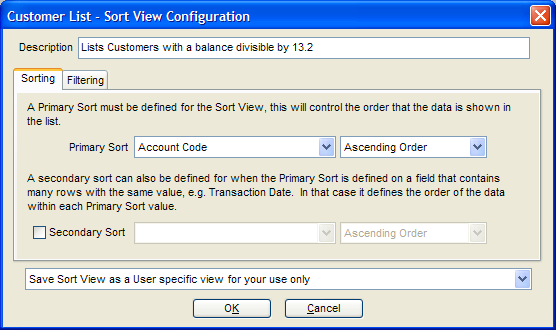 Customer List - Sort View Configuration
Description Lists Customers with a balance divisible by 13.2
Sorting Filtering
A Primary Sort must be defined for the Sort View, this will control the order that the data is shown in
the list.
Primary Sort Account Code Ascending Order
A secondary sort can also be defined for when the Primary Sort is defined on a field that contains
many rows with the same value, e.g. Transaction Date. In that case it defines the order of the data
within each Primary Sort value.
Secondary Sort Ascending Order
Save Sort View as a User specific view for your use only
OK Cancel